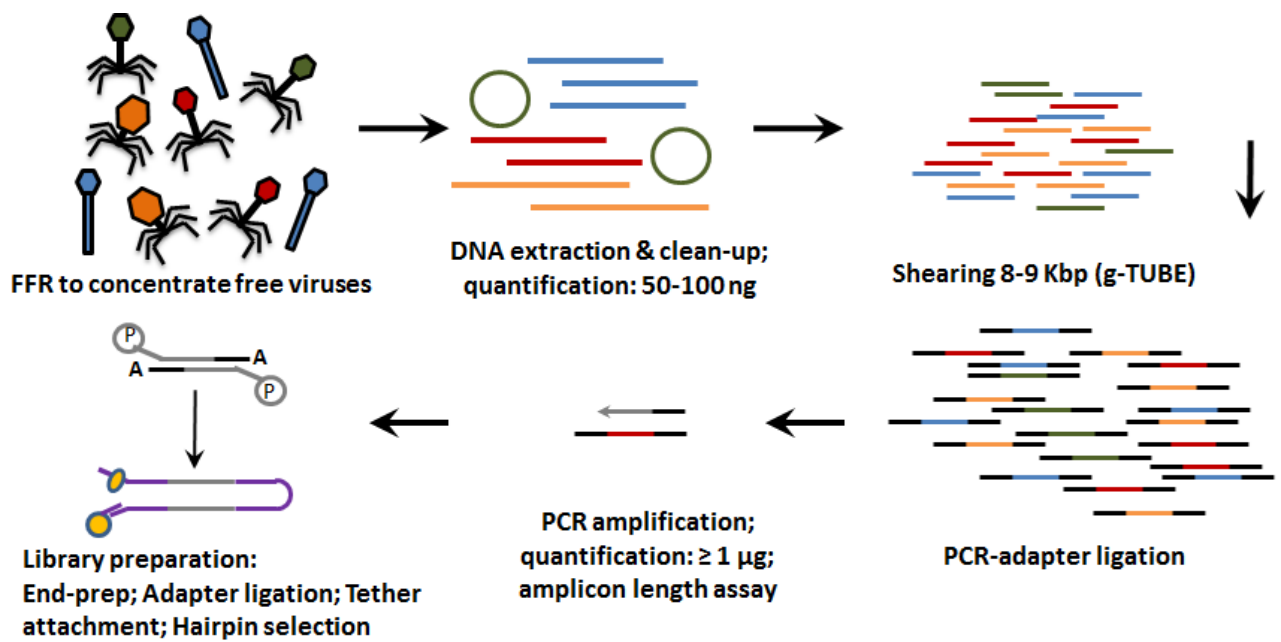 FFR to concentrate free viruses
DNA extraction & clean-up;
quantification: 50-100 ng
Shearing 8-9 Kbp (g-TUBE)
PCR-adapter ligation
PCR amplification;
quantification: ≥ 1 µg;
amplicon length assay
P
A
A
P
Library preparation:
End-prep; Adapter ligation; Tether
attachment; Hairpin selection